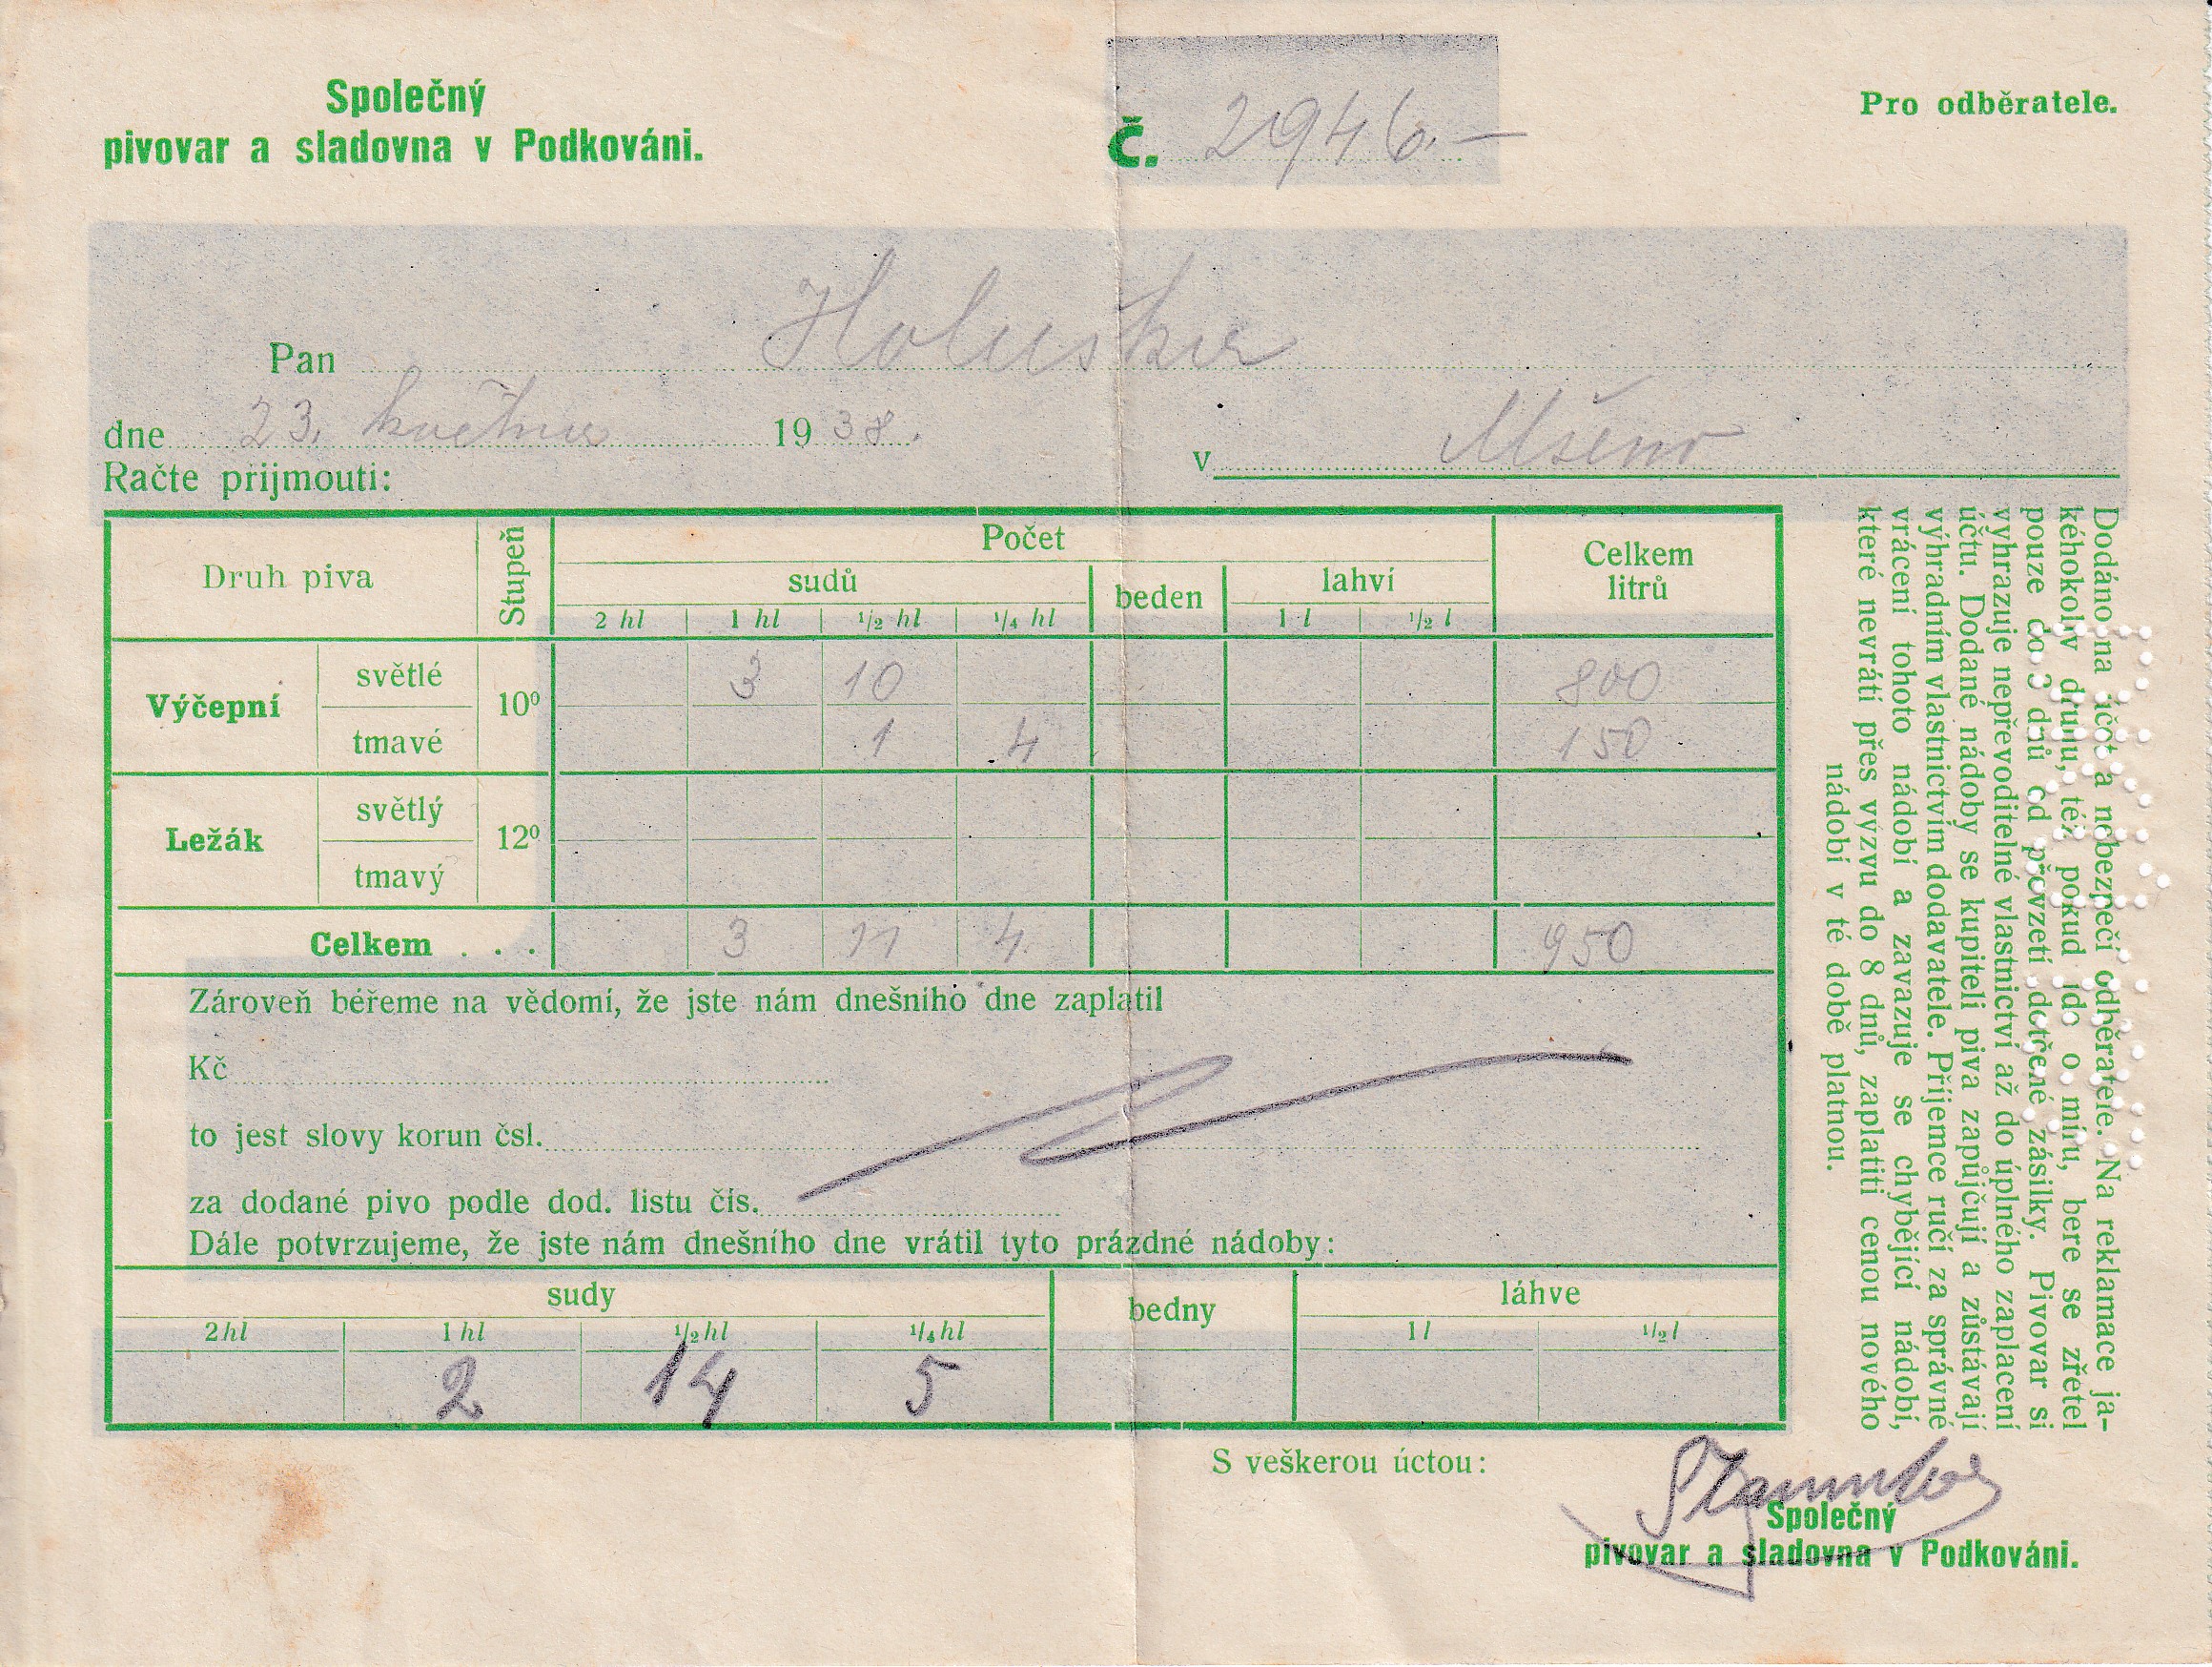 Společný
pivovar a sladovna v Podkováni.
Č. 2946.—
Pro odběratele.
Pan Holuska
dne 23. května 1938.
v Mšeno
Račte přijmouti:
Druh piva
Stupeň
Počet
Celkem
litrů
sudů
beden
lahví
2 hl 1 hl 1/2 hl 1/4 hl 1 l 1/2 l
Výčepní
světlé 10⁰ 3 10 800
tmavé 1 4 150
Ležák
světlý 12⁰
tmavý
Celkem . . . 3 11 4 950
Zároveň béřeme na vědomí, že jste nám dnešního dne zaplatil
Kč
to jest slovy korun čsl.
za dodané pivo podle dod. listu čís.
Dále potvrzujeme, že jste nám dnešního dne vrátil tyto prázdné nádoby:
sudy bedny láhve
2 hl 1 hl 1/2 hl 1/4 hl 1 l 1/2 l
2 14 5
S veškerou úctou:
Společný
pivovar a sladovna v Podkováni.
Dodáno na účet a nebezpečí odběratele. Na reklamace ja-
kéhokoliv druhu, též pokud jdo o míru, bere se zřetel
pouze do 3 dnů od převzetí dotčené zásilky. Pivovar si
vyhrazuje nepřevoditelné vlastnictví až do úplného zaplacení
účtu. Dodané nádoby se kupiteli piva zapůjčují a zůstávají
výhradním vlastnictvím dodavatele. Příjemce ručí za správné
vrácení tohoto nádobí a zavazuje se chybějící nádobí,
které nevrátí přes výzvu do 8 dnů, zaplatiti cenou nového
nádobí v té době platnou.